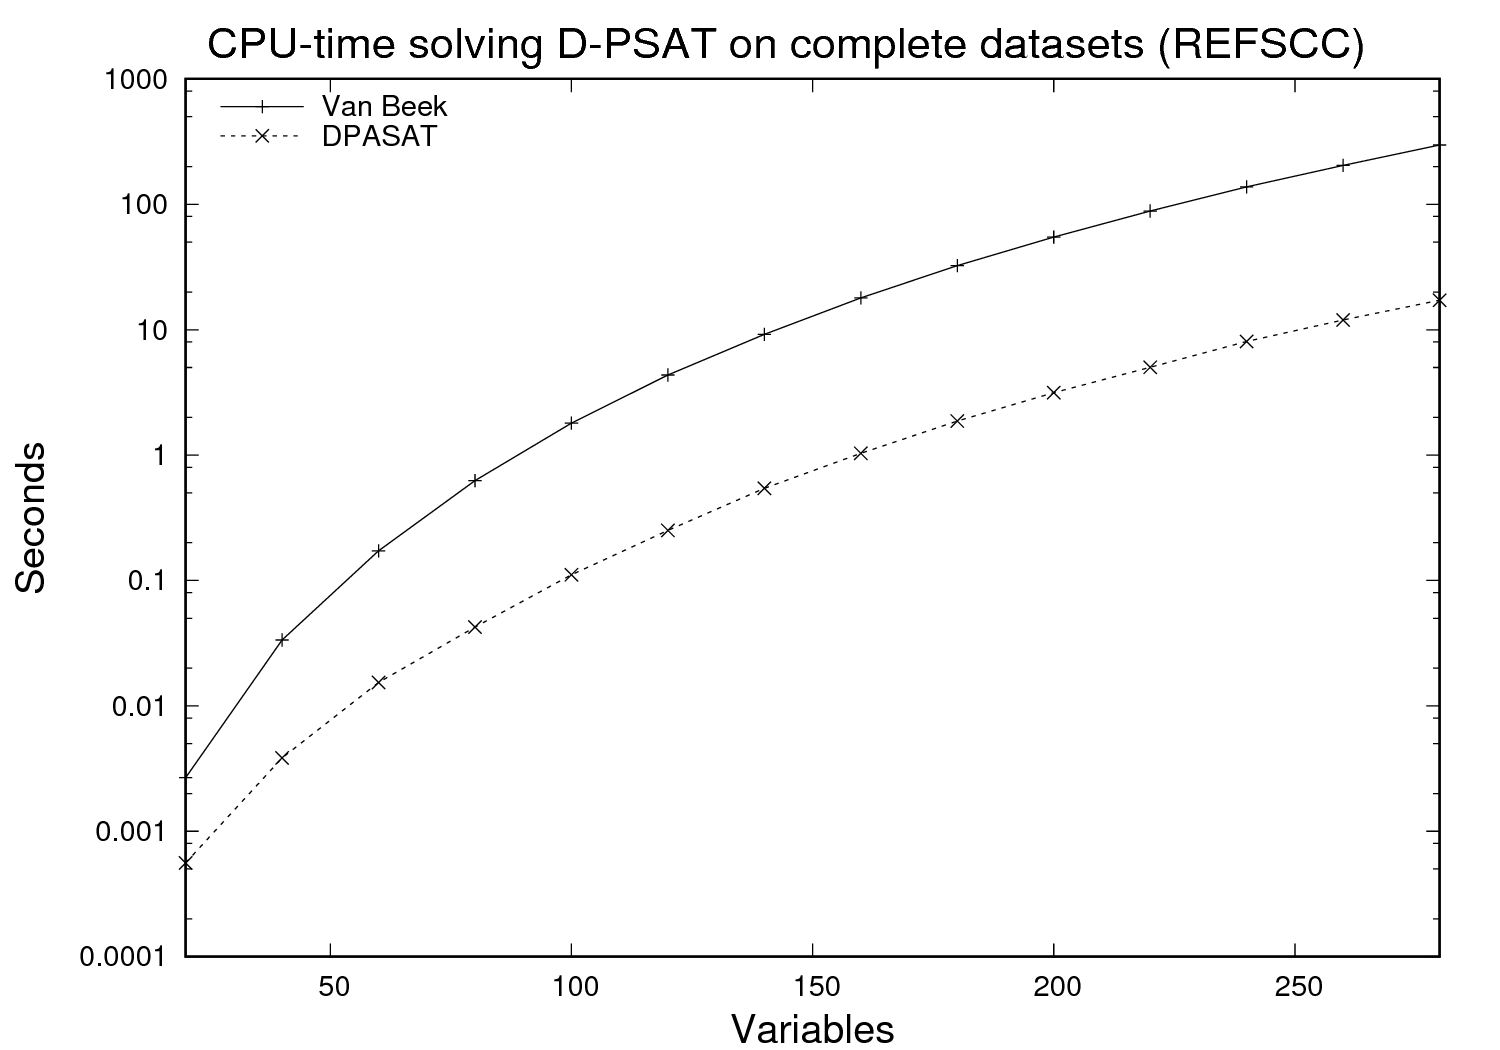 CPU-time solving D-PSAT on complete datasets (REFSCC)
Van Beek
DPASAT
Seconds
1000
100
10
1
0.1
0.01
0.001
0.0001
50 100 150 200 250
Variables